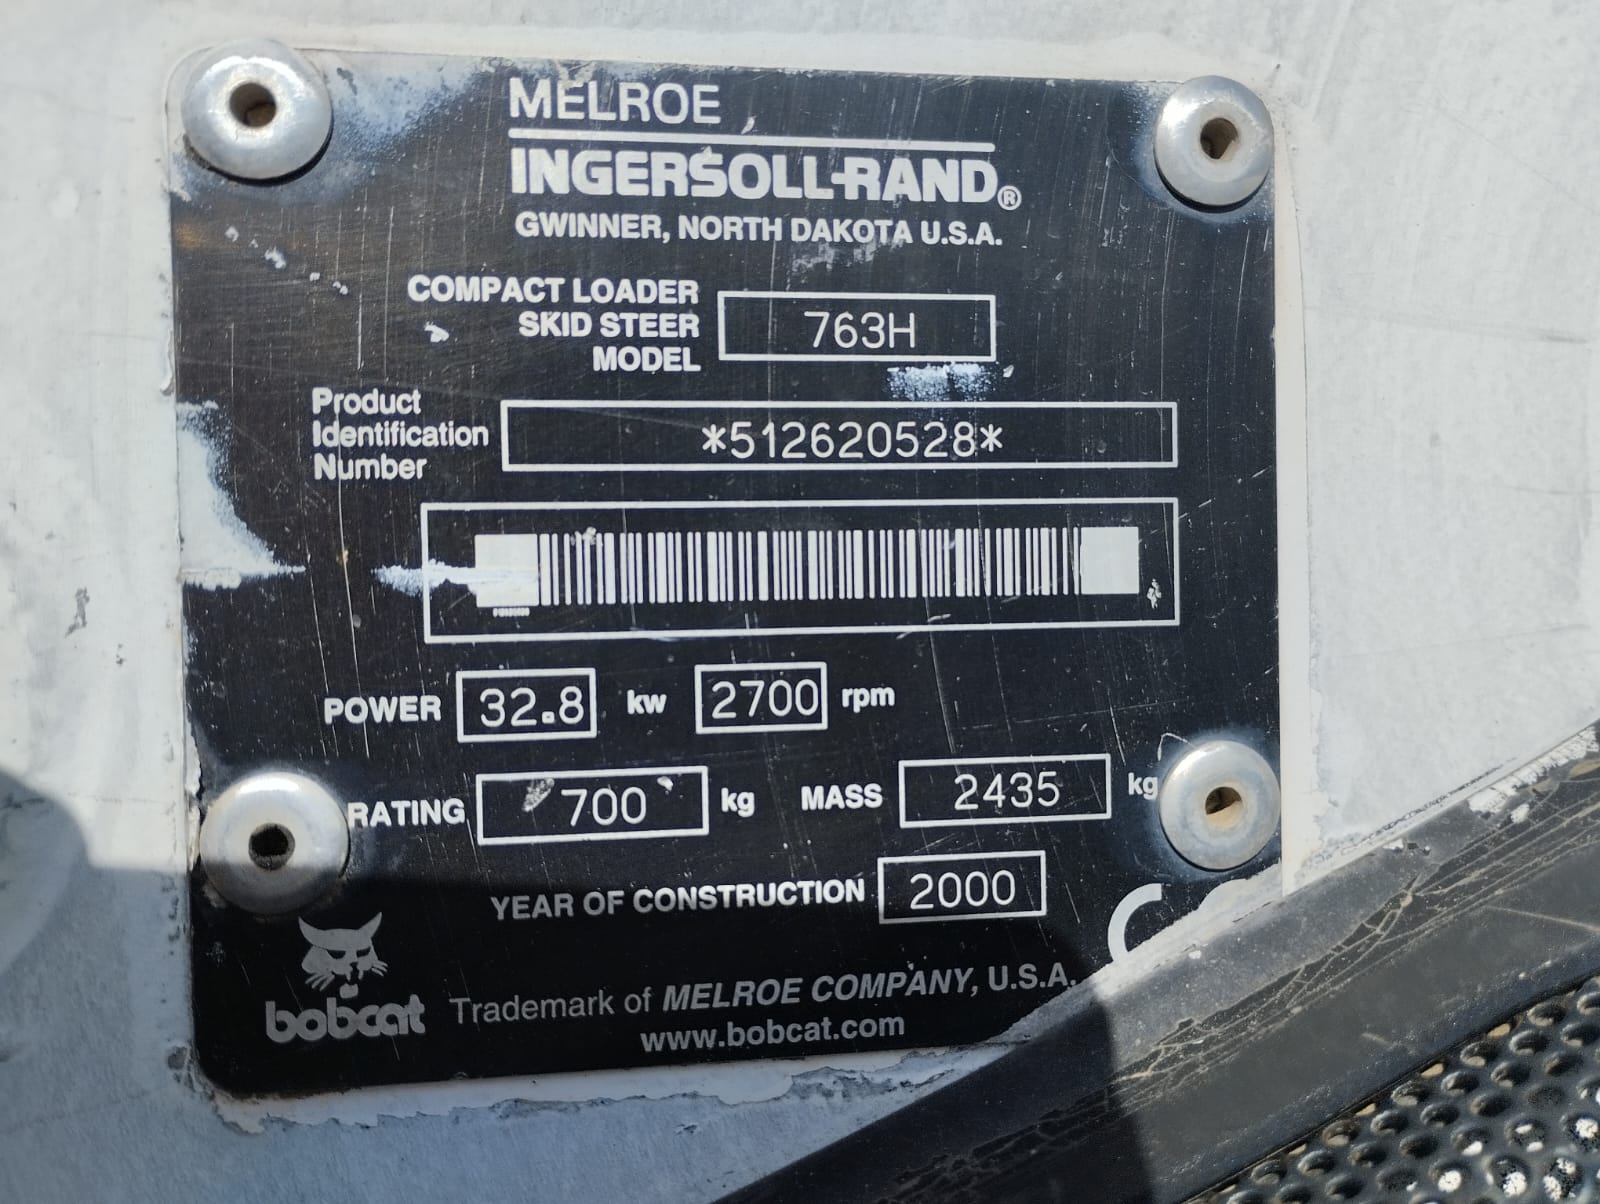 MELROE
INGERSOLL-RAND®
GWINNER, NORTH DAKOTA U.S.A.
COMPACT LOADER
SKID STEER
MODEL
763H
Product
Identification
Number
*512620528*
POWER 32.8 kw 2700 rpm
RATING 700 kg MASS 2435 kg
YEAR OF CONSTRUCTION 2000
bobcat
Trademark of MELROE COMPANY, U.S.A.
www.bobcat.com